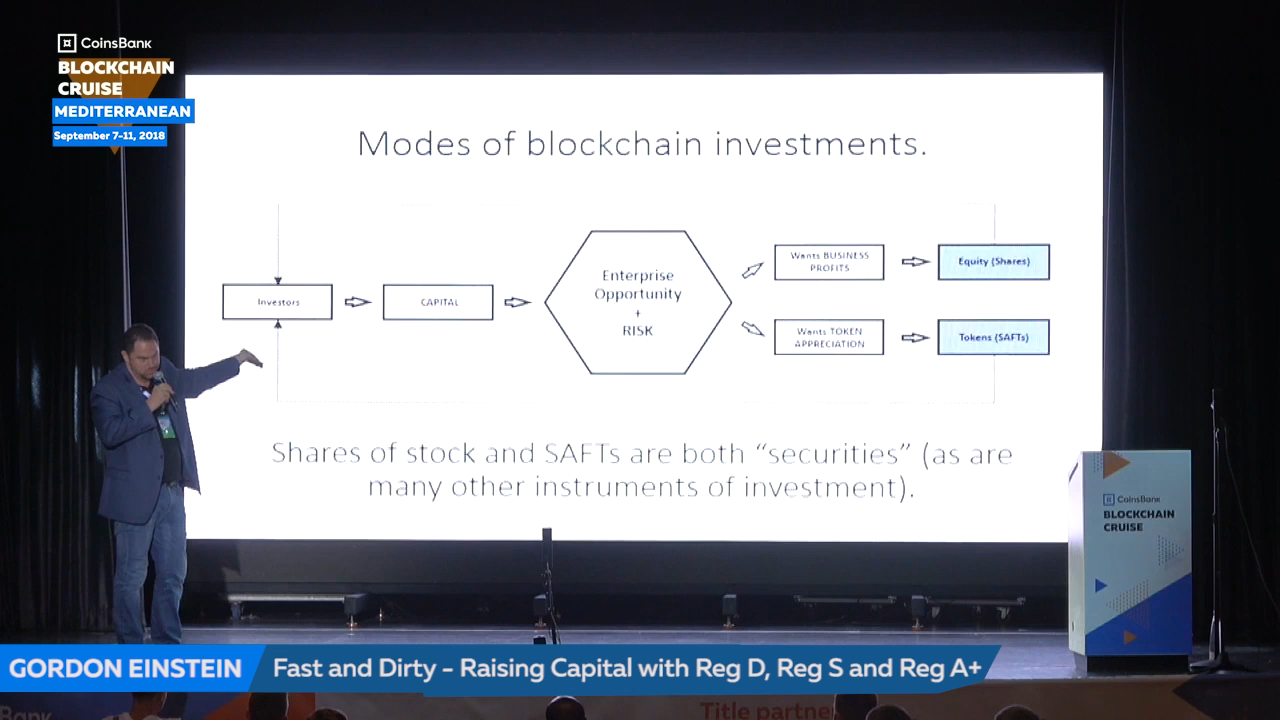 CoinsBank
BLOCKCHAIN
CRUISE
MEDITERRANEAN
September 7-11, 2018
Modes of blockchain investments.
Investors
CAPITAL
Enterprise
Opportunity
+
RISK
Wants BUSINESS
PROFITS
Equity (Shares)
Wants TOKEN
APPRECIATION
Tokens (SAFTs)
Shares of stock and SAFTs are both “securities” (as are
many other instruments of investment).
CoinsBank
BLOCKCHAIN
CRUISE
GORDON EINSTEIN
Fast and Dirty – Raising Capital with Reg D, Reg S and Reg A+
Bank
Title partner